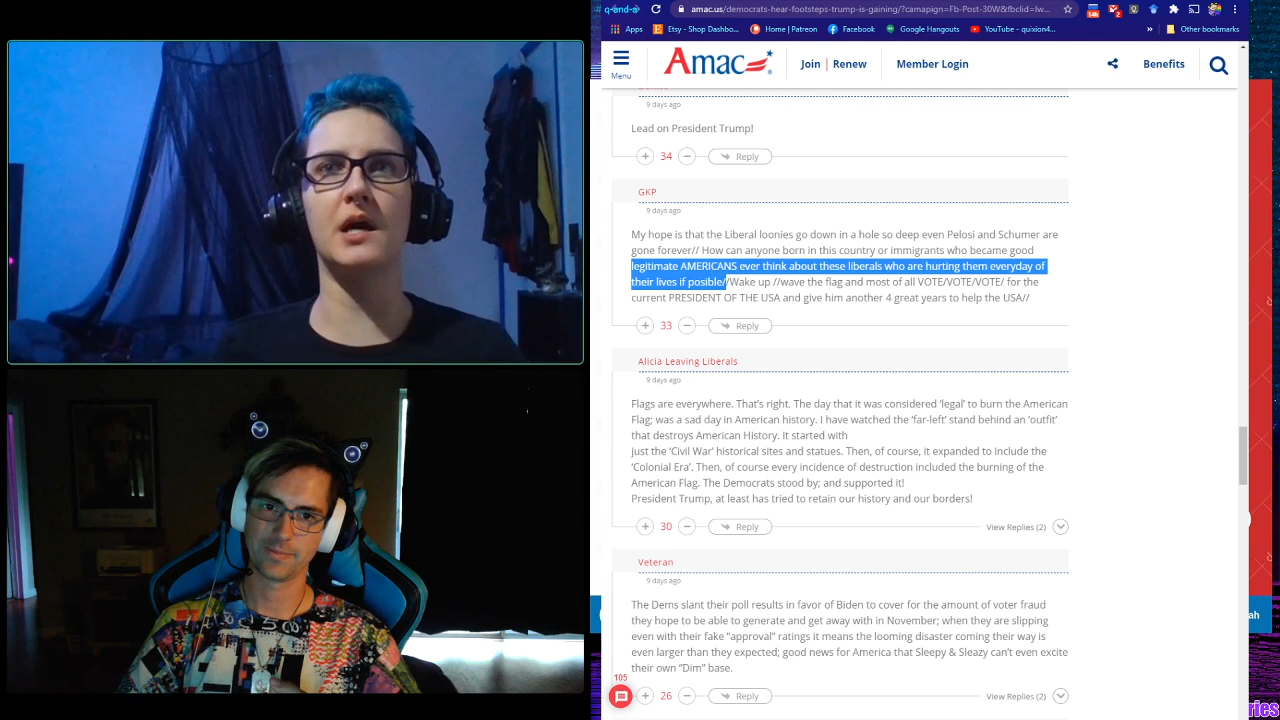 amac.us/polls-hear-footsteps-trump-is-gaining/?campaign=Fb-Post-30W&fbclid=Iw...
14h
2
Apps
Etsy - Shop Dashbo...
Home | Patreon
Facebook
Google Hangouts
YouTube - quixion4...
»
Other bookmarks
Menu
Amac
Join | Renew
Member Login
Benefits
9 days ago
Lead on President Trump!
+ 34 −
Reply
GKP
9 days ago
My hope is that the Liberal loonies go down in a hole so deep even Pelosi and Schumer are
gone forever// How can anyone born in this country or immigrants who became good
legitimate AMERICANS ever think about these liberals who are hurting them everyday of
their lives if posible//Wake up //wave the flag and most of all VOTE/VOTE/VOTE/ for the
current PRESIDENT OF THE USA and give him another 4 great years to help the USA//
+ 33 −
Reply
Alicia Leaving Liberals
9 days ago
Flags are everywhere. That's right. The day that it was considered 'legal' to burn the American
Flag; was a sad day in American history. I have watched the 'far-left' stand behind an 'outfit'
that destroys American History. It started with
just the 'Civil War' historical sites and statues. Then, of course, it expanded to include the
'Colonial Era'. Then, of course every incidence of destruction included the burning of the
American Flag. The Democrats stood by; and supported it!
President Trump, at least has tried to retain our history and our borders!
+ 30 −
Reply
View Replies (2)
Veteran
9 days ago
The Dems slant their poll results in favor of Biden to cover for the amount of voter fraud
they hope to be able to generate and get away with in November; when they are slipping
even with their fake "approval" ratings it means the looming disaster coming their way is
even larger than they expected; good news for America that Sleepy & Sleazy can't even excite
their own "Dim" base.
105
+ 26 −
Reply
View Replies (2)
ah
ries